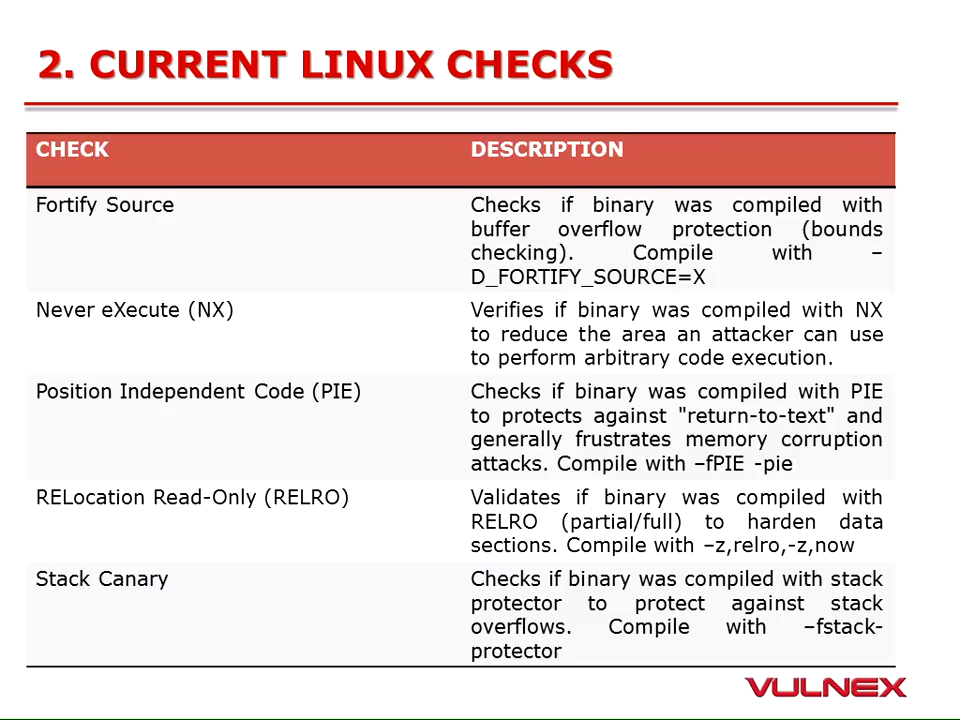 2. CURRENT LINUX CHECKS
CHECK
DESCRIPTION
Fortify Source
Checks if binary was compiled with
buffer overflow protection (bounds
checking). Compile with –
D_FORTIFY_SOURCE=X
Never eXecute (NX)
Verifies if binary was compiled with NX
to reduce the area an attacker can use
to perform arbitrary code execution.
Position Independent Code (PIE)
Checks if binary was compiled with PIE
to protects against "return-to-text" and
generally frustrates memory corruption
attacks. Compile with –fPIE -pie
RELocation Read-Only (RELRO)
Validates if binary was compiled with
RELRO (partial/full) to harden data
sections. Compile with –z,relro,-z,now
Stack Canary
Checks if binary was compiled with stack
protector to protect against stack
overflows. Compile with –fstack-
protector
VULNEX